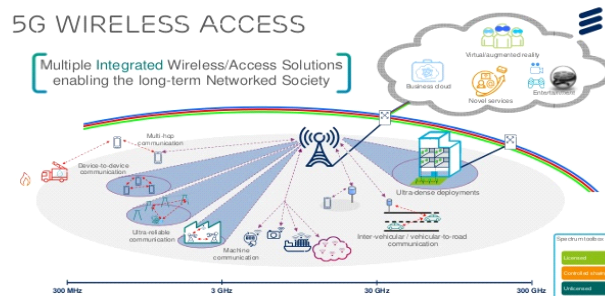 5G WIRELESS ACCESS
Multiple Integrated Wireless/Access Solutions
enabling the long-term Networked Society
Virtual/augmented reality
Business cloud
Novel services
Entertainment
Multi-hop
communication
Device-to-device
communication
Ultra-reliable
communication
Machine
communication
Ultra-dense deployments
Inter-vehicular / vehicular-to-road
communication
Spectrum toolbox
Licensed
Controlled sharing
Unlicensed
300 MHz
3 GHz
30 GHz
300 GHz